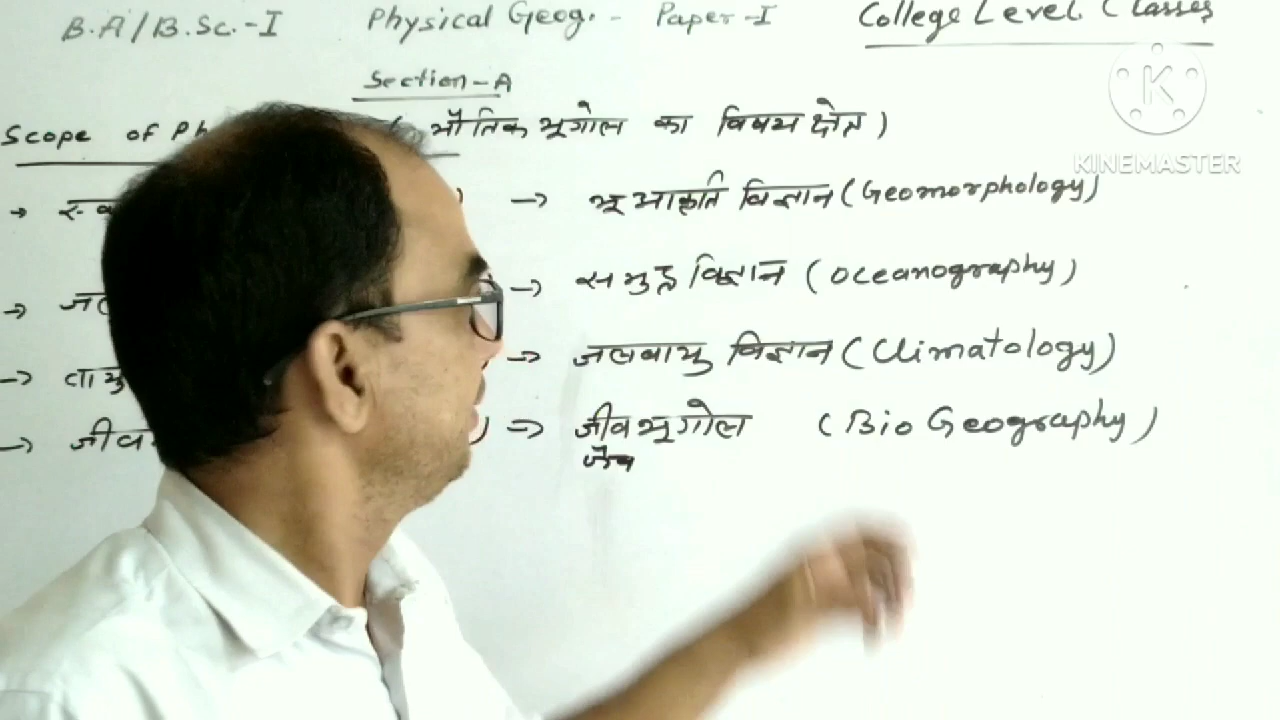 B.A/B.Sc.-I Physical Geog. - Paper-I College Level Classes
Section-A
Scope of Ph ( भौतिक भूगोल का विषय क्षेत्र )
→ स्थ ) → भू आकृति विज्ञान (Geomorphology)
→ जल → समुद्र विज्ञान (Oceanography)
→ वायु → जलवायु विज्ञान (Climatology)
→ जीव ) → जीव भूगोल (Bio Geography)
जैव
K
KINEMASTER